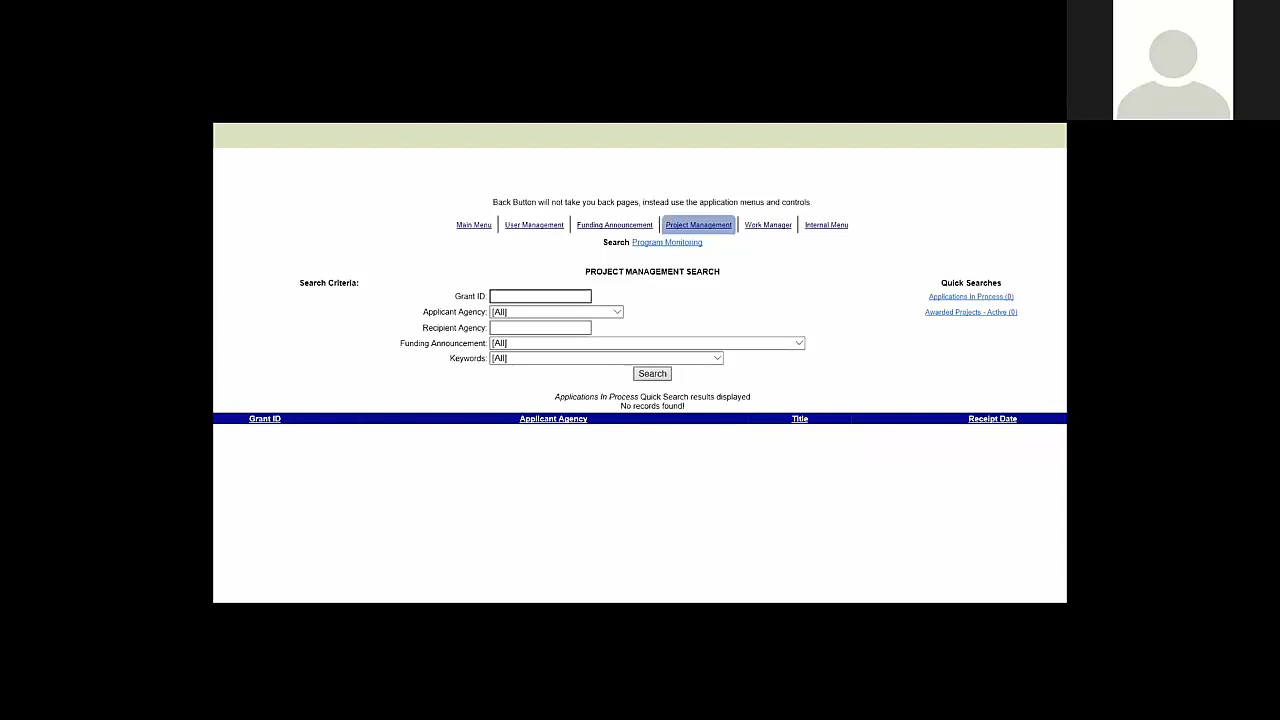 Back Button will not take you back pages, instead use the application menus and controls.
Main Menu User Management Funding Announcement Project Management Work Manager Internal Menu
Search Program Monitoring
PROJECT MANAGEMENT SEARCH
Search Criteria:
Quick Searches
Grant ID:
Applications In Process (0)
Applicant Agency: [All]
Awarded Projects - Active (0)
Recipient Agency:
Funding Announcement: [All]
Keywords: [All]
Search
Applications In Process Quick Search results displayed
No records found!
Grant ID Applicant Agency Title Receipt Date